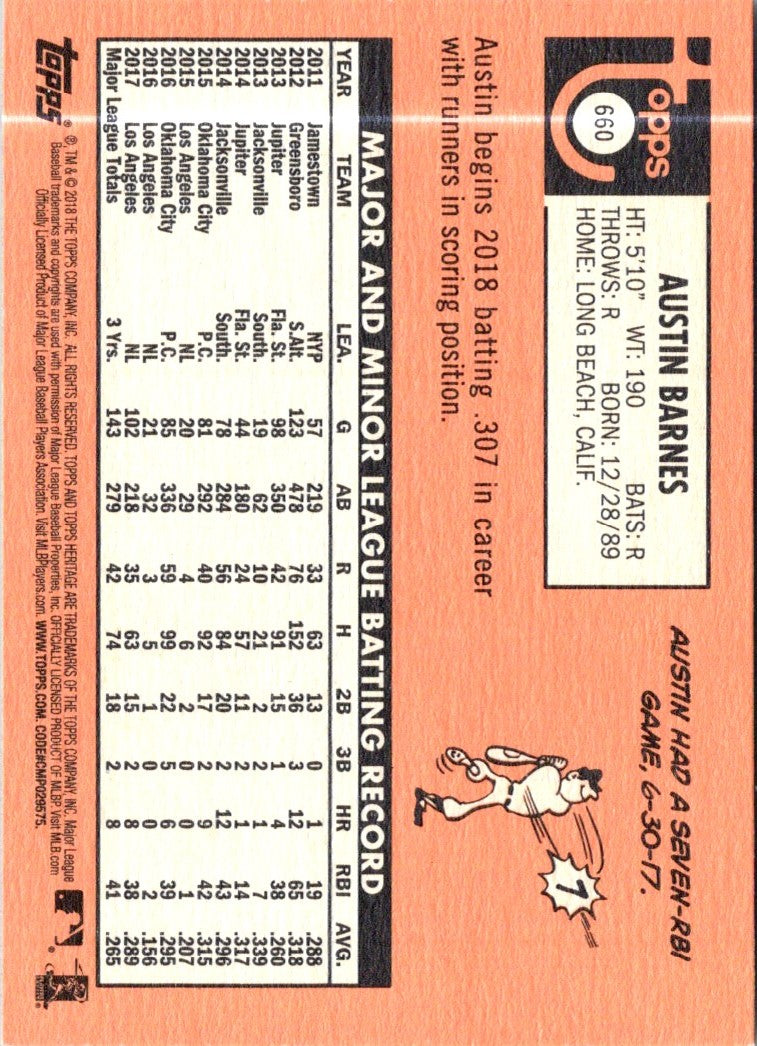 Topps
660
AUSTIN BARNES
HT: 5'10" WT: 190 BATS: R
THROWS: R BORN: 12/28/89
HOME: LONG BEACH, CALIF.
AUSTIN HAD A SEVEN-RBI
GAME, 6-30-17.
7
Austin begins 2018 batting .307 in career
with runners in scoring position.
MAJOR AND MINOR LEAGUE BATTING RECORD
YEAR TEAM LEA. G AB R H 2B 3B HR RBI AVG.
2011 Jamestown NYP 57 219 33 63 13 0 1 19 .288
2012 Greensboro S.Atl. 123 478 76 152 36 3 12 65 .318
2013 Jupiter Fla. St. 98 350 42 91 15 1 4 38 .260
2013 Jacksonville South. 19 62 10 21 2 0 1 7 .339
2014 Jupiter Fla. St. 44 180 24 57 11 2 1 14 .317
2014 Jacksonville South. 78 284 56 84 20 2 12 43 .296
2015 Oklahoma City P.C. 81 292 40 92 17 2 9 42 .315
2015 Los Angeles NL 20 29 4 6 2 0 0 1 .207
2016 Oklahoma City P.C. 85 336 59 99 22 5 6 39 .295
2016 Los Angeles NL 21 32 3 5 1 0 0 2 .156
2017 Los Angeles NL 102 218 35 63 15 2 8 38 .289
Major League Totals 3 Yrs. 143 279 42 74 18 2 8 41 .265
Topps ®, TM & © 2018 THE TOPPS COMPANY, INC. ALL RIGHTS RESERVED. TOPPS AND TOPPS HERITAGE ARE TRADEMARKS OF THE TOPPS COMPANY, INC. Major League
Baseball trademarks and copyrights are used with permission of Major League Baseball Properties, Inc. OFFICIALLY LICENSED PRODUCT OF MLBP. Visit MLB.com
Officially Licensed Product of Major League Baseball Players Association. Visit MLBPlayers.com. WWW.TOPPS.COM. CODE#CMP029575.